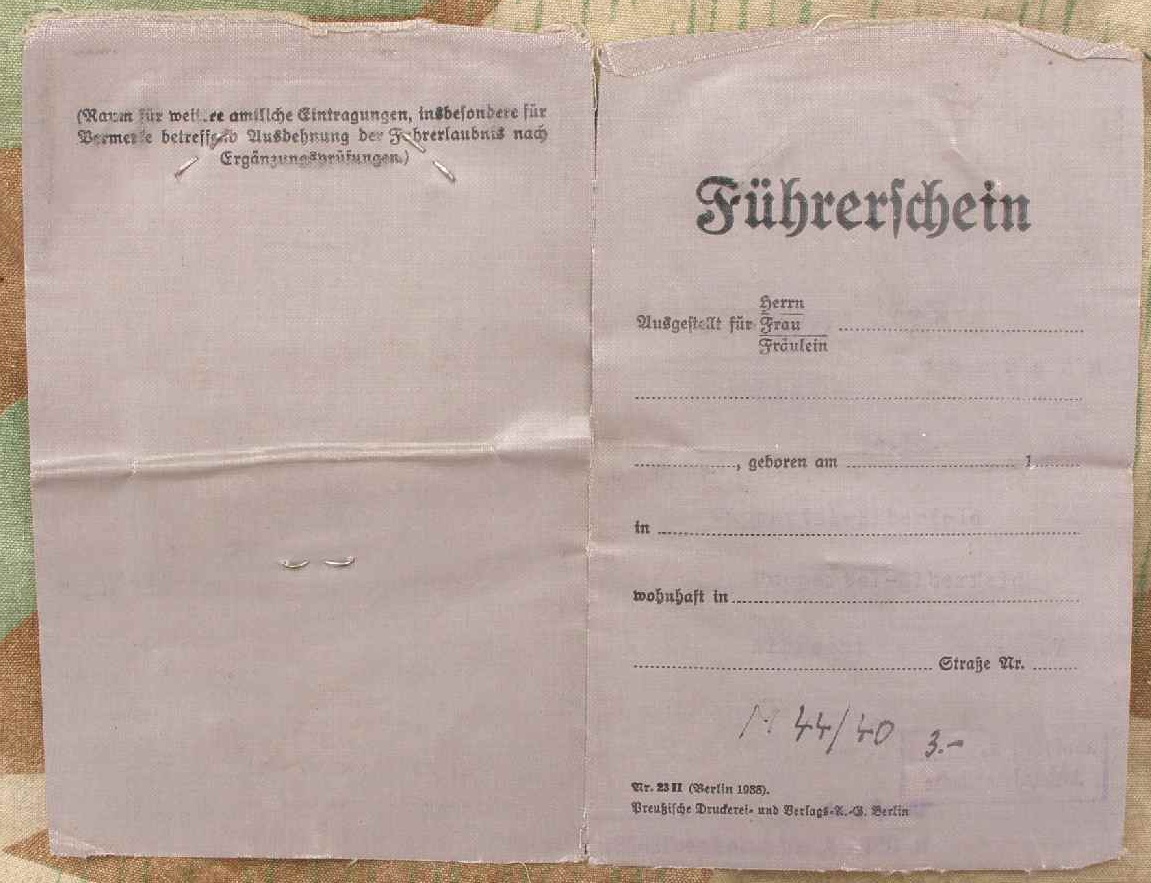 (Raum für weitere amtliche Eintragungen, insbesondere für
Vermerke betreffend Ausdehnung der Fahrerlaubnis nach
Ergänzungsprüfungen.)
Führerschein
Herrn
Ausgestellt für Frau
Fräulein
, geboren am 1
in
wohnhaft in
Straße Nr.
44/40 3.-
Nr. 23 II (Berlin 1938).
Preußische Druckerei- und Verlags-A.-G. Berlin